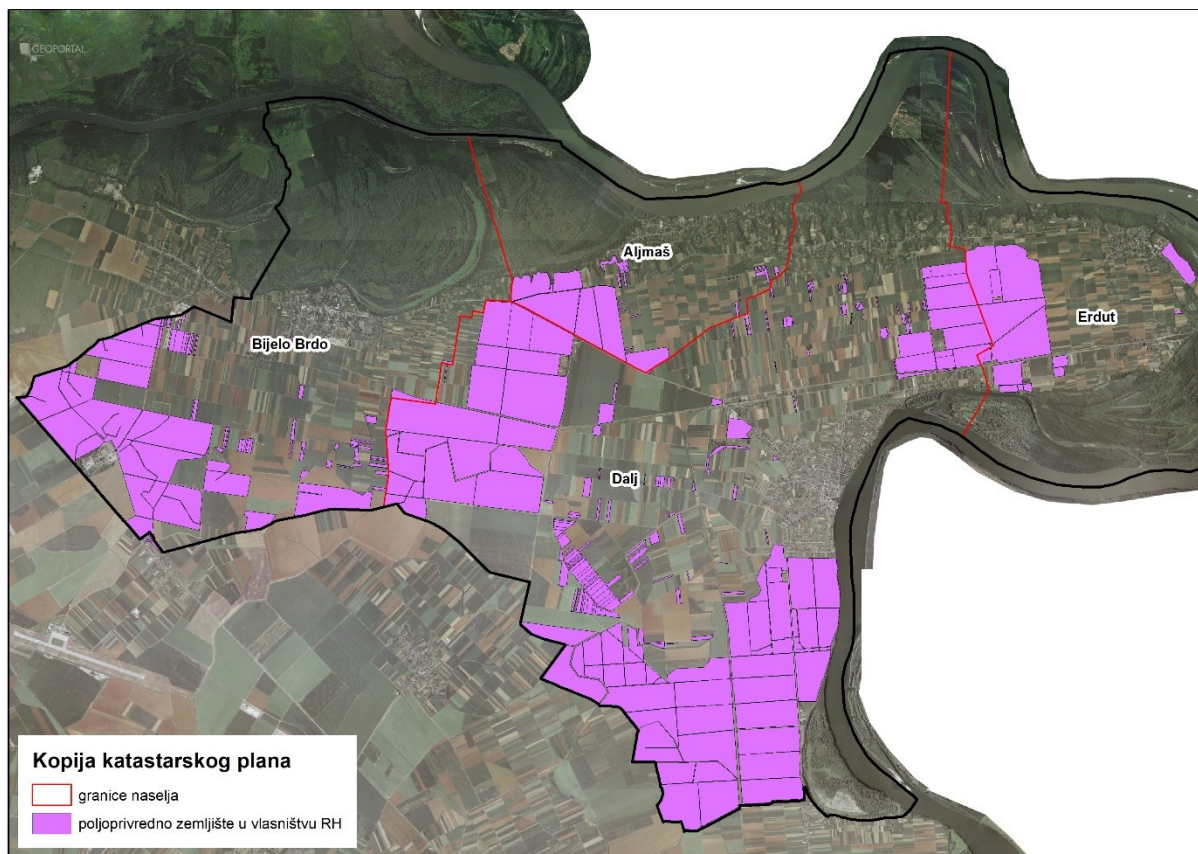 GEOPORTAL
Aljmaš
Bijelo Brdo
Erdut
Dalj
Kopija katastarskog plana
granice naselja
poljoprivredno zemljište u vlasništvu RH